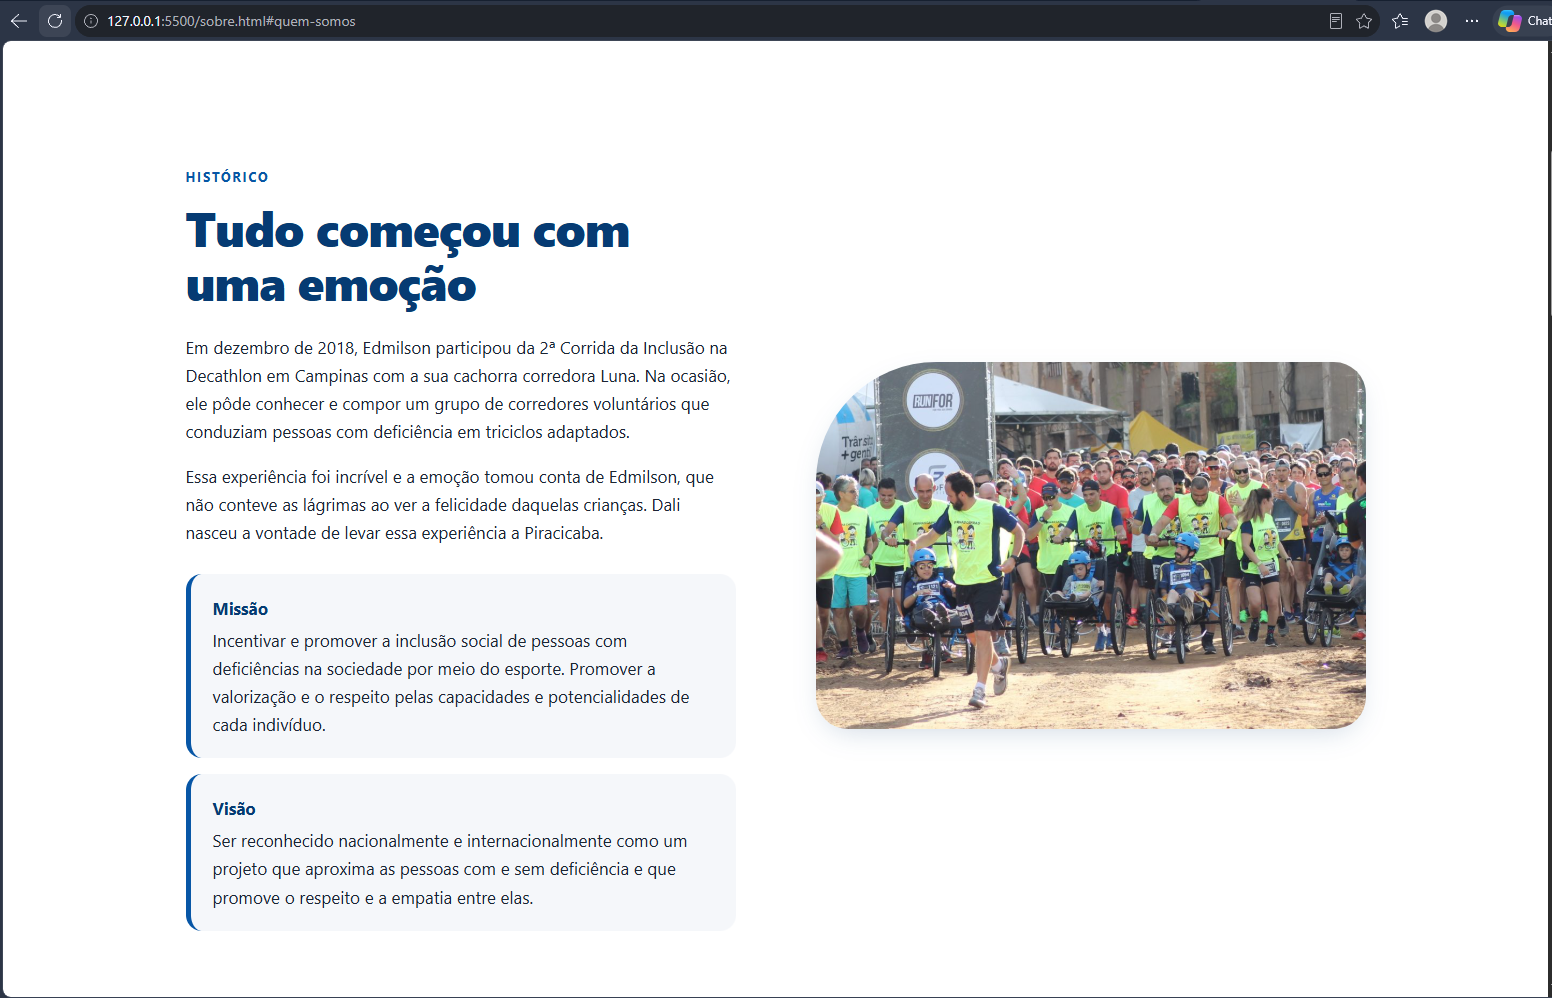 127.0.0.1:5500/sobre.html#quem-somos
Chat
HISTÓRICO
Tudo começou com
uma emoção
Em dezembro de 2018, Edmilson participou da 2ª Corrida da Inclusão na
Decathlon em Campinas com a sua cachorra corredora Luna. Na ocasião,
ele pôde conhecer e compor um grupo de corredores voluntários que
conduziam pessoas com deficiência em triciclos adaptados.
Essa experiência foi incrível e a emoção tomou conta de Edmilson, que
não conteve as lágrimas ao ver a felicidade daquelas crianças. Dali
nasceu a vontade de levar essa experiência a Piracicaba.
Missão
Incentivar e promover a inclusão social de pessoas com
deficiências na sociedade por meio do esporte. Promover a
valorização e o respeito pelas capacidades e potencialidades de
cada indivíduo.
Visão
Ser reconhecido nacionalmente e internacionalmente como um
projeto que aproxima as pessoas com e sem deficiência e que
promove o respeito e a empatia entre elas.
RUNFOR
Trânsito
+ genti